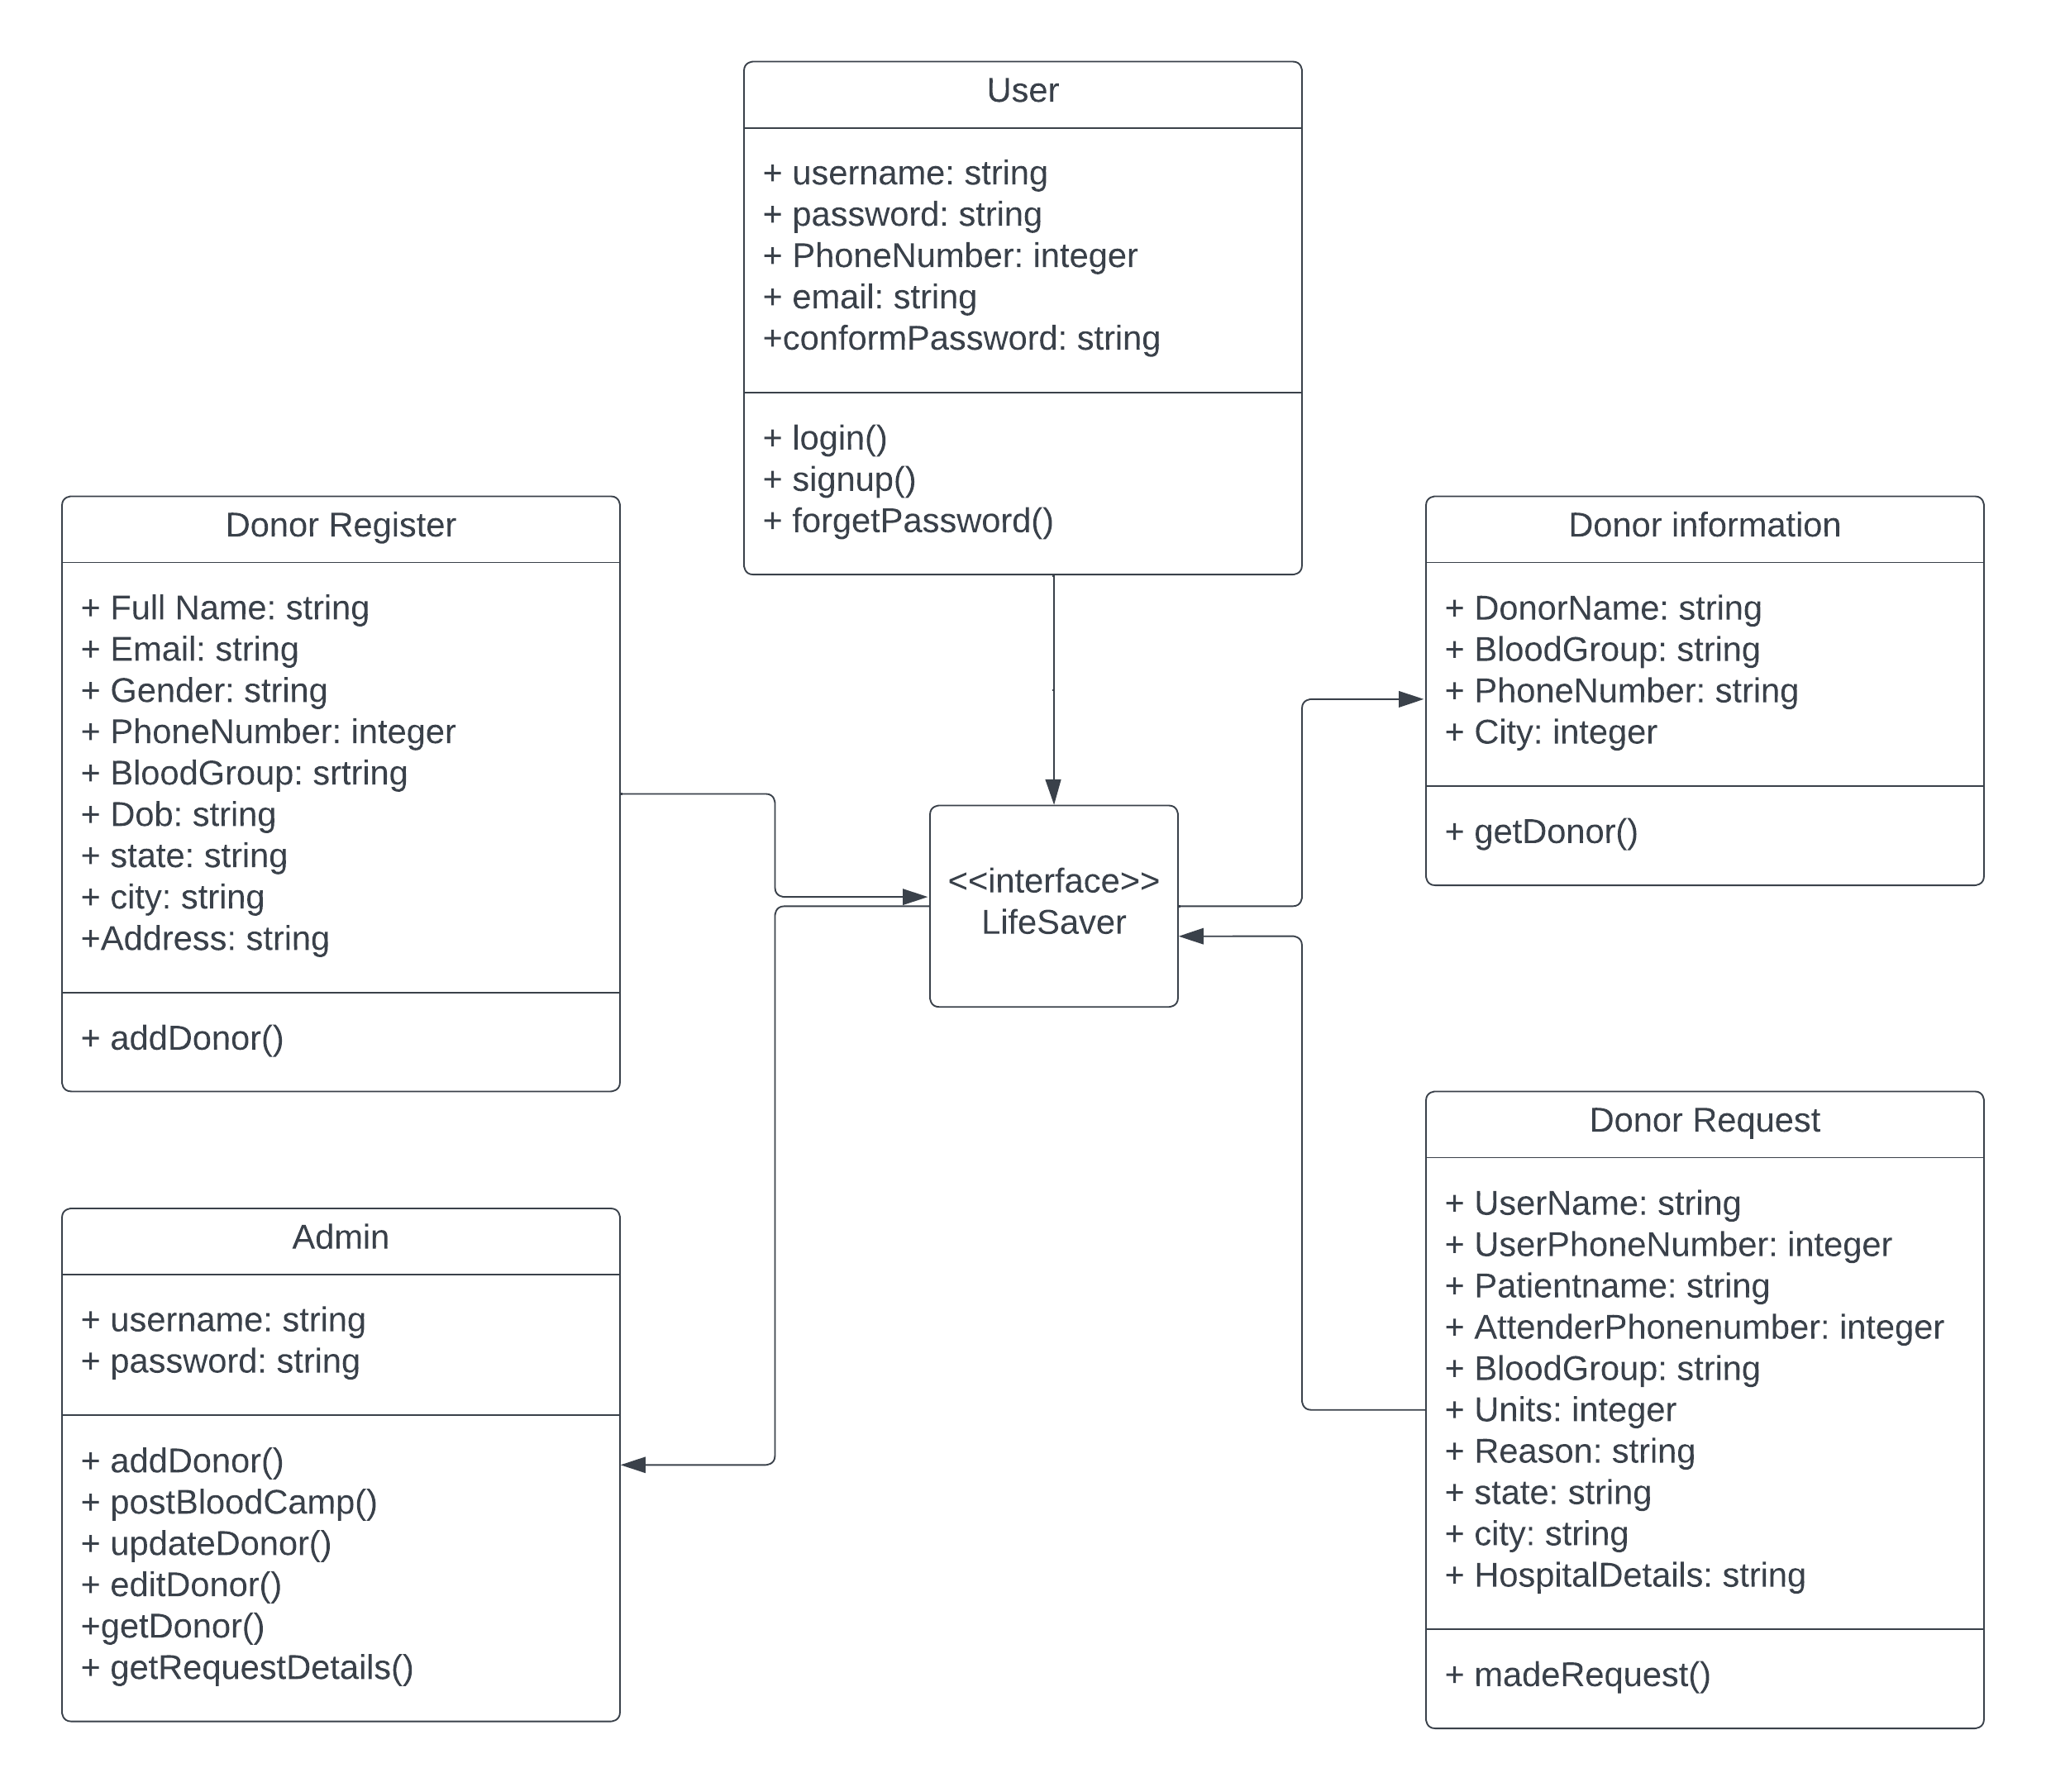 User
+ username: string
+ password: string
+ PhoneNumber: integer
+ email: string
+conformPassword: string
+ login()
+ signup()
+ forgetPassword()
Donor Register
+ Full Name: string
+ Email: string
+ Gender: string
+ PhoneNumber: integer
+ BloodGroup: srtring
+ Dob: string
+ state: string
+ city: string
+Address: string
+ addDonor()
Donor information
+ DonorName: string
+ BloodGroup: string
+ PhoneNumber: string
+ City: integer
+ getDonor()
<<interface>>
LifeSaver
Admin
+ username: string
+ password: string
+ addDonor()
+ postBloodCamp()
+ updateDonor()
+ editDonor()
+getDonor()
+ getRequestDetails()
Donor Request
+ UserName: string
+ UserPhoneNumber: integer
+ Patientname: string
+ AttenderPhonenumber: integer
+ BloodGroup: string
+ Units: integer
+ Reason: string
+ state: string
+ city: string
+ HospitalDetails: string
+ madeRequest()